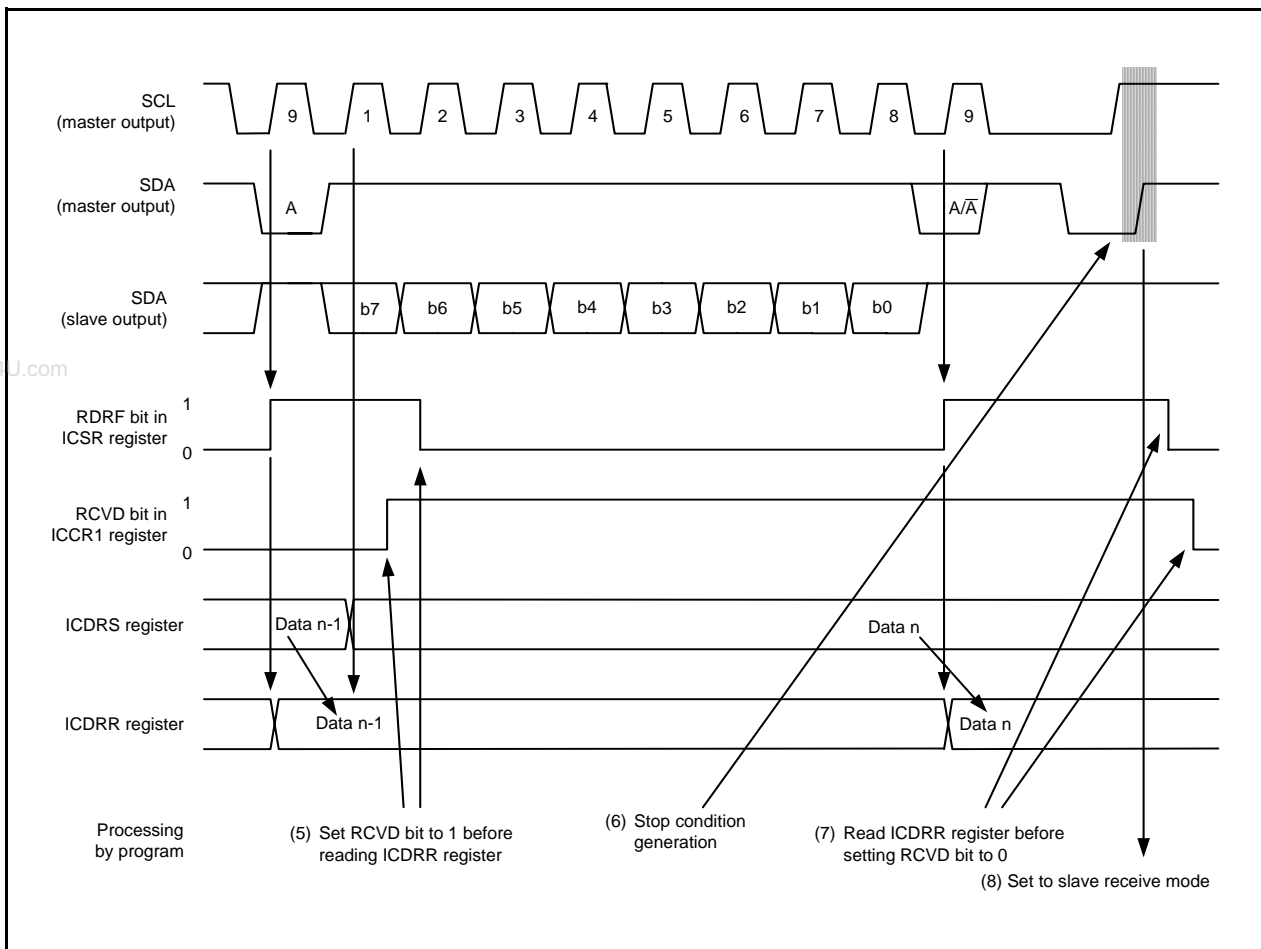 SCL
(master output)
9
1
2
3
4
5
6
7
8
9
SDA
(master output)
A
A/A̅
SDA
(slave output)
b7
b6
b5
b4
b3
b2
b1
b0
4U.com
RDRF bit in
ICSR register
1
0
RCVD bit in
ICCR1 register
1
0
ICDRS register
Data n-1
Data n
ICDRR register
Data n-1
Data n
Processing
by program
(5) Set RCVD bit to 1 before
reading ICDRR register
(6) Stop condition
generation
(7) Read ICDRR register before
setting RCVD bit to 0
(8) Set to slave receive mode